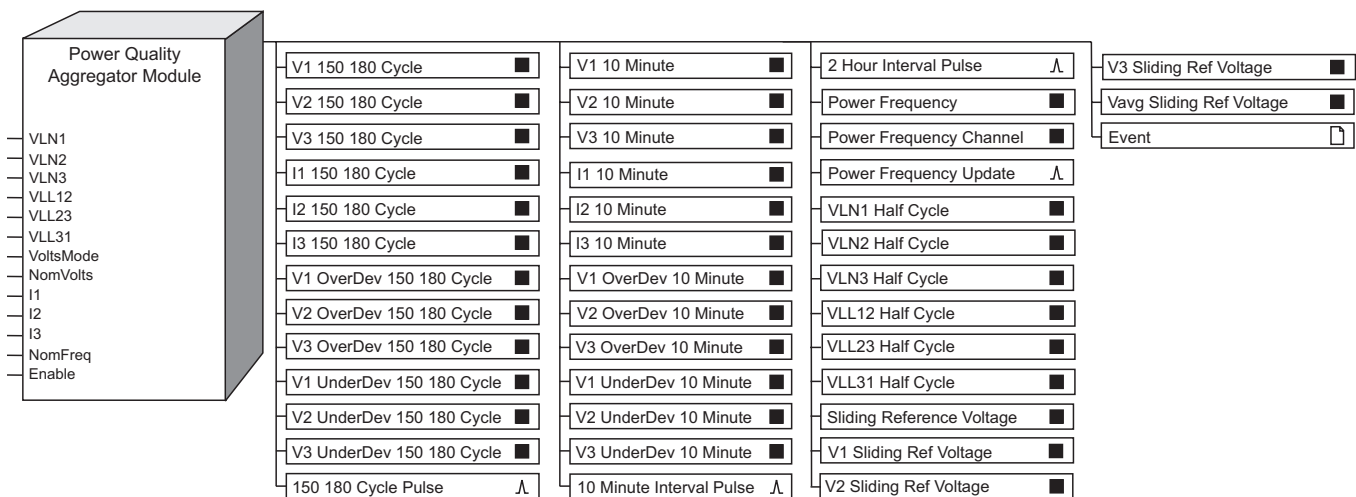 Power Quality
Aggregator Module
VLN1
VLN2
VLN3
VLL12
VLL23
VLL31
VoltsMode
NomVolts
I1
I2
I3
NomFreq
Enable
V1 150 180 Cycle
V2 150 180 Cycle
V3 150 180 Cycle
I1 150 180 Cycle
I2 150 180 Cycle
I3 150 180 Cycle
V1 OverDev 150 180 Cycle
V2 OverDev 150 180 Cycle
V3 OverDev 150 180 Cycle
V1 UnderDev 150 180 Cycle
V2 UnderDev 150 180 Cycle
V3 UnderDev 150 180 Cycle
150 180 Cycle Pulse
V1 10 Minute
V2 10 Minute
V3 10 Minute
I1 10 Minute
I2 10 Minute
I3 10 Minute
V1 OverDev 10 Minute
V2 OverDev 10 Minute
V3 OverDev 10 Minute
V1 UnderDev 10 Minute
V2 UnderDev 10 Minute
V3 UnderDev 10 Minute
10 Minute Interval Pulse
2 Hour Interval Pulse
Power Frequency
Power Frequency Channel
Power Frequency Update
VLN1 Half Cycle
VLN2 Half Cycle
VLN3 Half Cycle
VLL12 Half Cycle
VLL23 Half Cycle
VLL31 Half Cycle
Sliding Reference Voltage
V1 Sliding Ref Voltage
V2 Sliding Ref Voltage
V3 Sliding Ref Voltage
Vavg Sliding Ref Voltage
Event